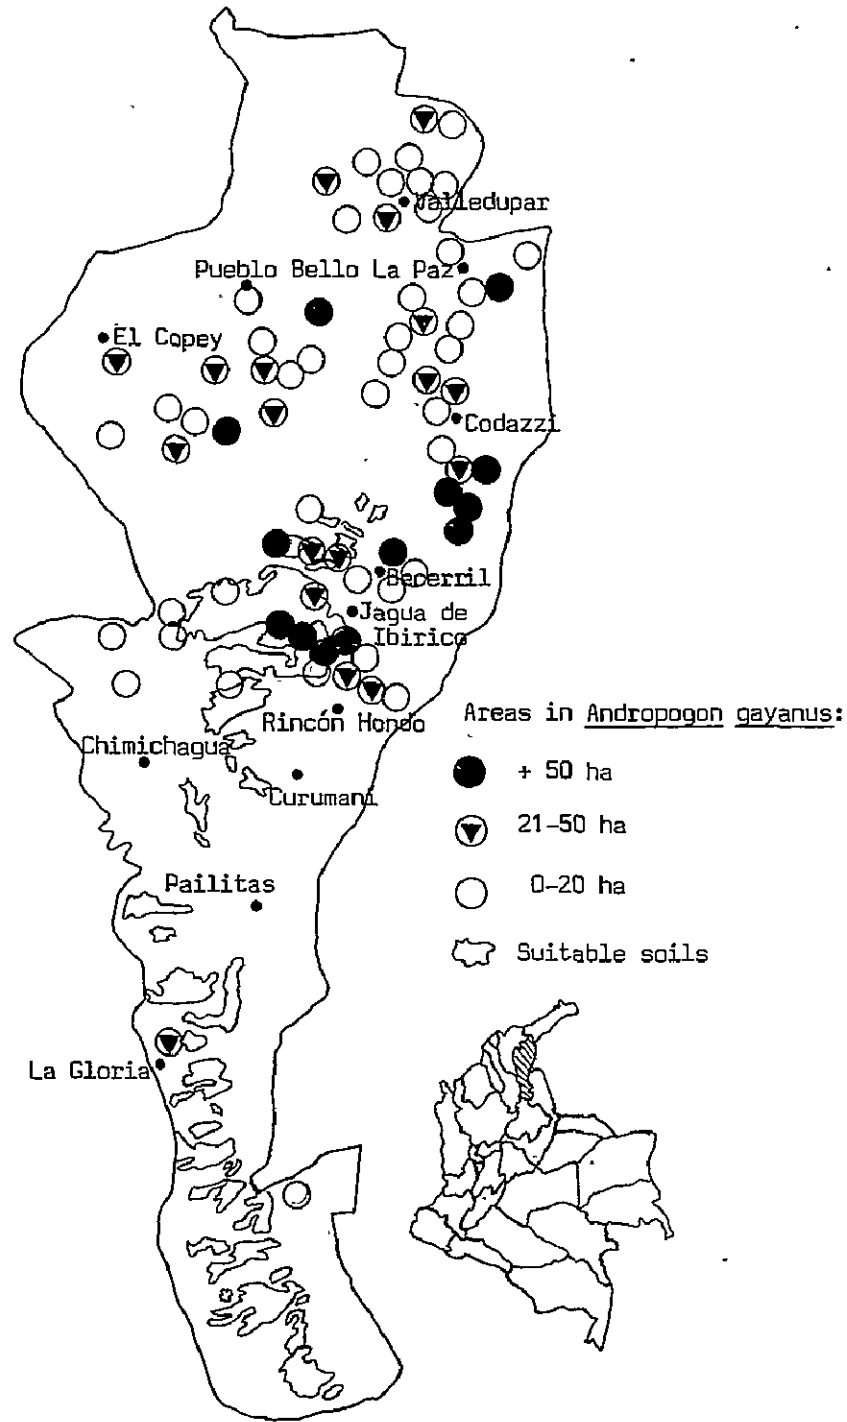 Valledupar
Pueblo Bello La Paz
El Copey
Codazzi
Becerril
Jagua de
Ibirico
Rincón Hondo
Areas in Andropogon gayanus:
Chimichagua
+ 50 ha
Curumani
21-50 ha
Pailitas
0-20 ha
Suitable soils
La Gloria